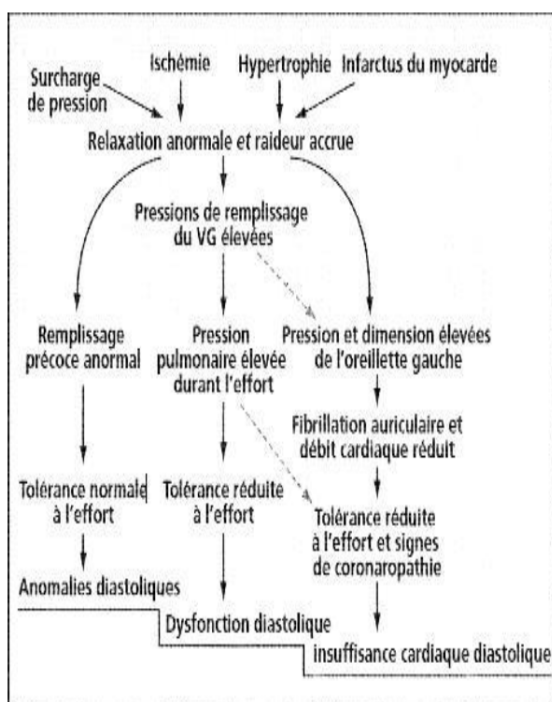 Ischémie
Hypertrophie
Infarctus du myocarde
Surcharge
de pression
Relaxation anormale et raideur accrue
Pressions de remplissage
du VG élevées
Remplissage
précoce anormal
Pression
pulmonaire élevée
durant l'effort
Pression et dimension élevées
de l'oreillette gauche
Fibrillation auriculaire et
débit cardiaque réduit
Tolérance normale
à l'effort
Tolérance réduite
à l'effort
Tolérance réduite
à l'effort et signes
de coronaropathie
Anomalies diastoliques
Dysfonction diastolique
insuffisance cardiaque diastolique